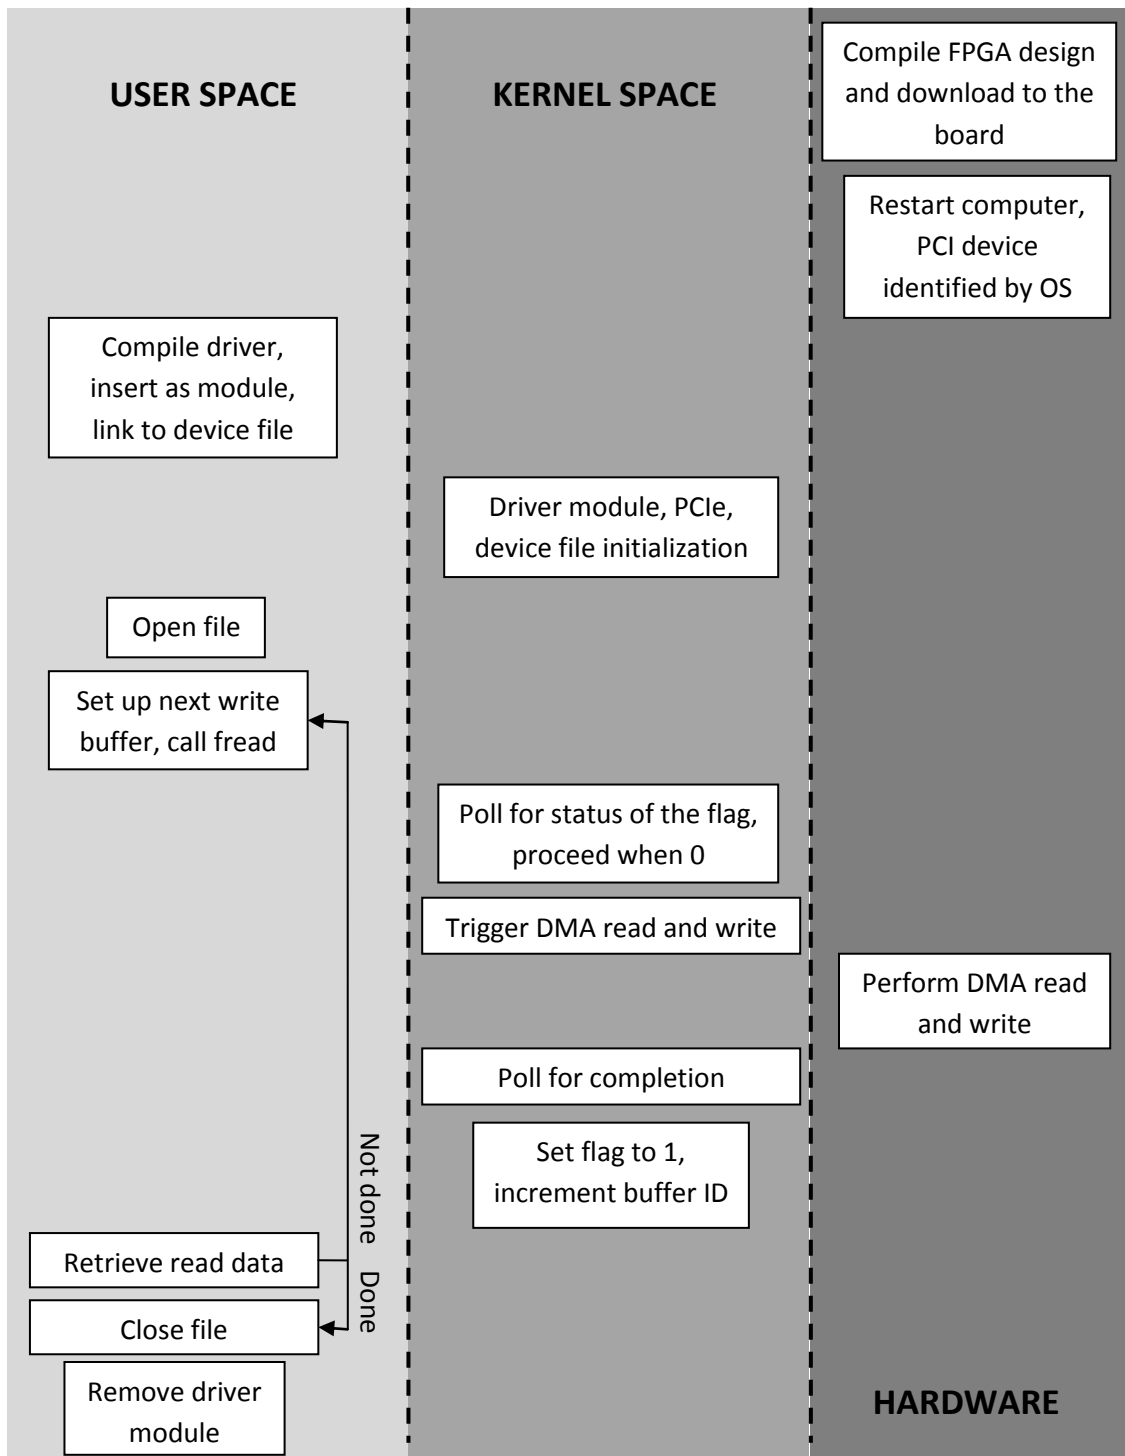 USER SPACE
KERNEL SPACE
Compile FPGA design
and download to the
board
Restart computer,
PCI device
identified by OS
Compile driver,
insert as module,
link to device file
Driver module, PCIe,
device file initialization
Open file
Set up next write
buffer, call fread
Poll for status of the flag,
proceed when 0
Trigger DMA read and write
Perform DMA read
and write
Poll for completion
Set flag to 1,
increment buffer ID
Not done
Retrieve read data
Done
Close file
Remove driver
module
HARDWARE